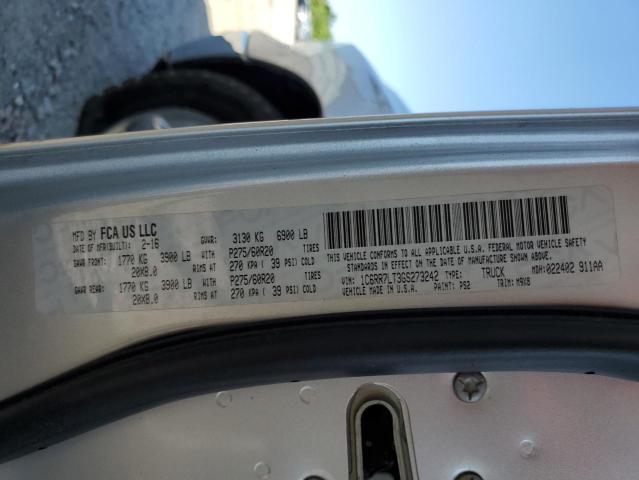 MFD BY: FCA US LLC
DATE OF MFR(BUILT): 2-16 GVWR: 3130 KG 6900 LB
GAWR FRONT: 1770 KG 3900 LB P275/60R20 TIRES
20X8.0 RIMS AT 270 KPA ( 39 PSI) COLD
GAWR REAR: 1770 KG 3900 LB P275/60R20 TIRES
20X8.0 RIMS AT 270 KPA ( 39 PSI) COLD
THIS VEHICLE CONFORMS TO ALL APPLICABLE U.S.A. FEDERAL MOTOR VEHICLE SAFETY
STANDARDS IN EFFECT ON THE DATE OF MANUFACTURE SHOWN ABOVE.
VIN: 1C6RR7LT3GS273242 TYPE: TRUCK MDH: 022402 911AA
VEHICLE MADE IN U.S.A. PAINT: PS2 TRIM: M9X8